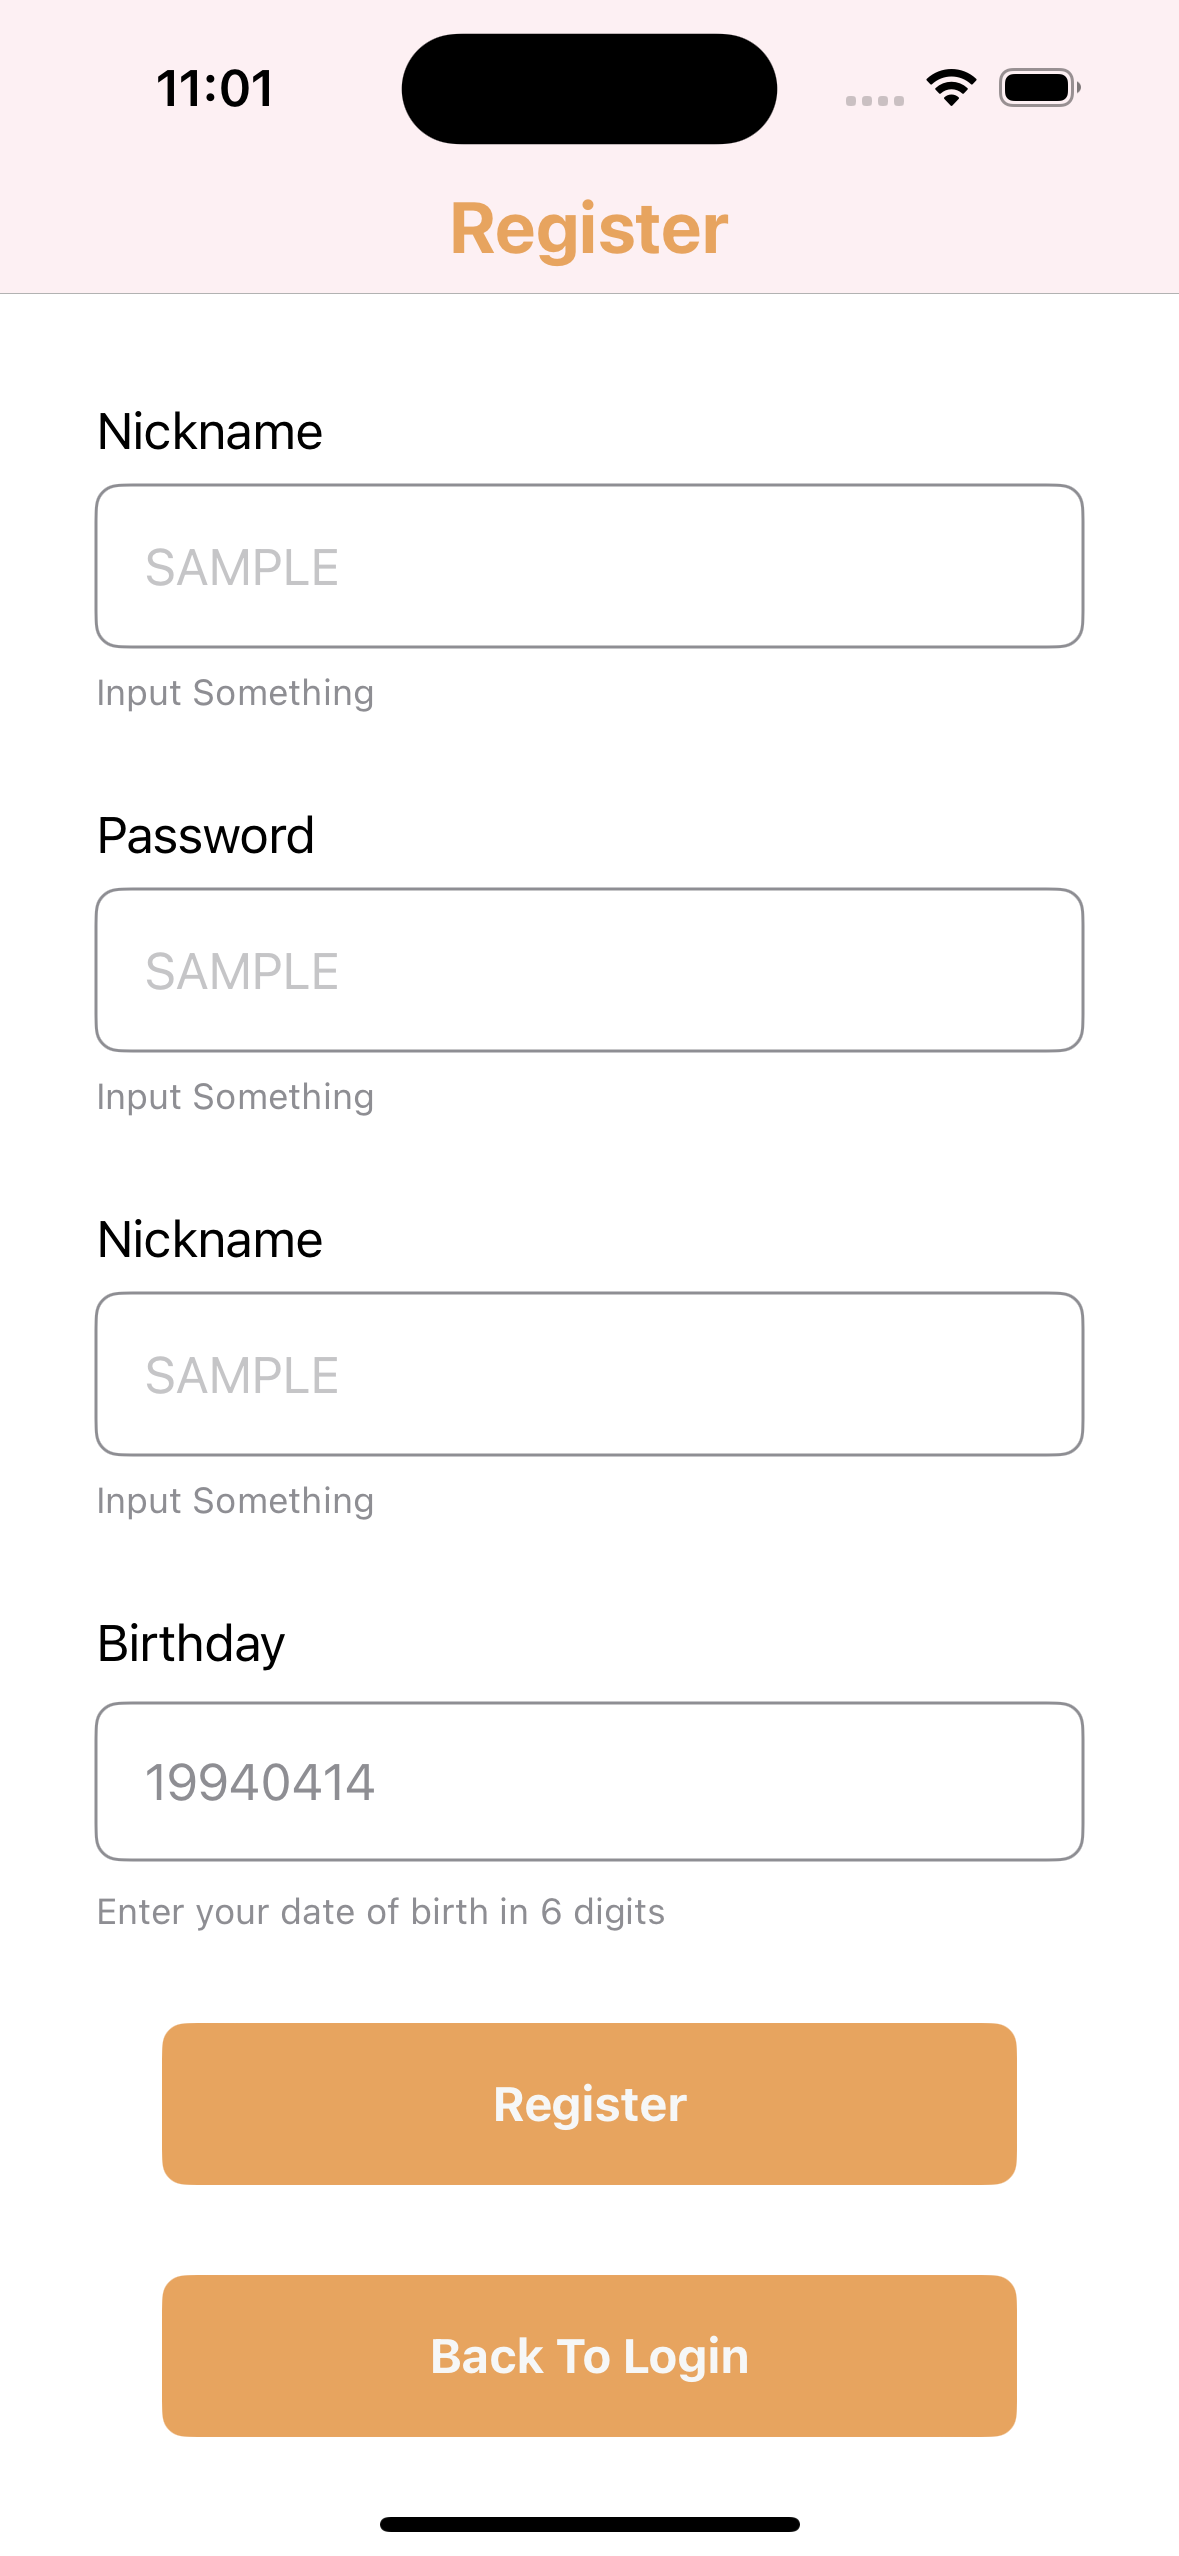 11:01
Register
Nickname
SAMPLE
Input Something
Password
SAMPLE
Input Something
Nickname
SAMPLE
Input Something
Birthday
19940414
Enter your date of birth in 6 digits
Register
Back To Login